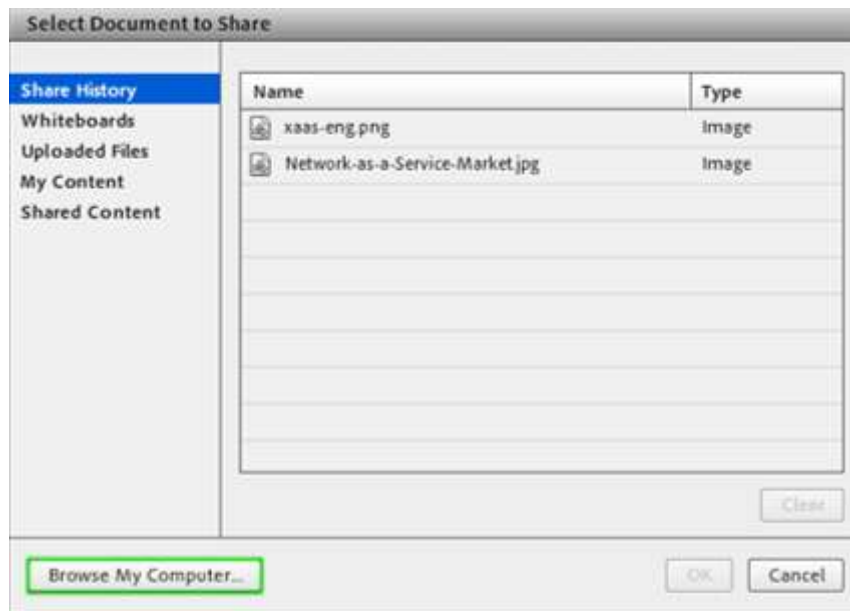 Select Document to Share
Share History
Whiteboards
Uploaded Files
My Content
Shared Content
Name Type
xaas-eng.png Image
Network-as-a-Service-Market.jpg Image
Clear
Browse My Computer...
OK Cancel